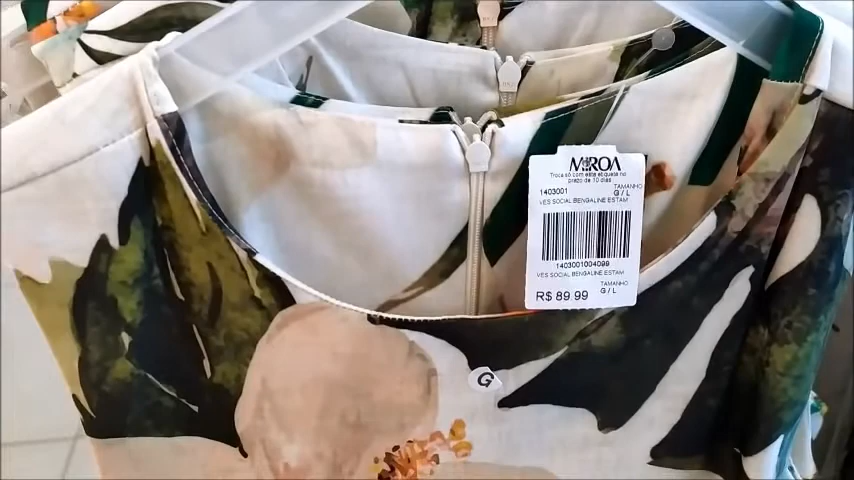 MIROA
Troca só com esta etiqueta no
prazo de 10 dias
1403001 TAMANHO
G / L
VES SOCIAL BENGALINE ESTAM
1403001004099
VES SOCIAL BENGALINE ESTAM
TAMANHO
G / L
R$ 89.99
G